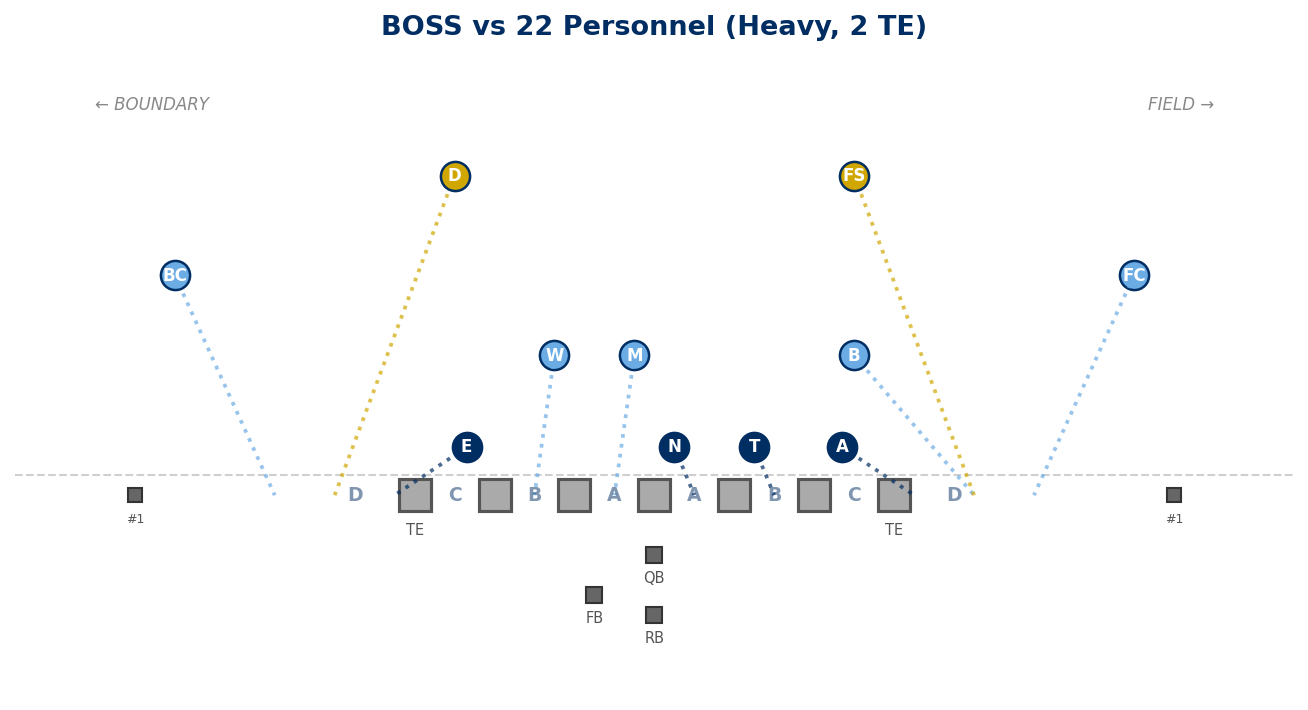 BOSS vs 22 Personnel (Heavy, 2 TE)
← BOUNDARY FIELD →
D FS
BC FC
W M B
E N T A
D C B A A B C D
#1 TE TE #1
QB
FB
RB